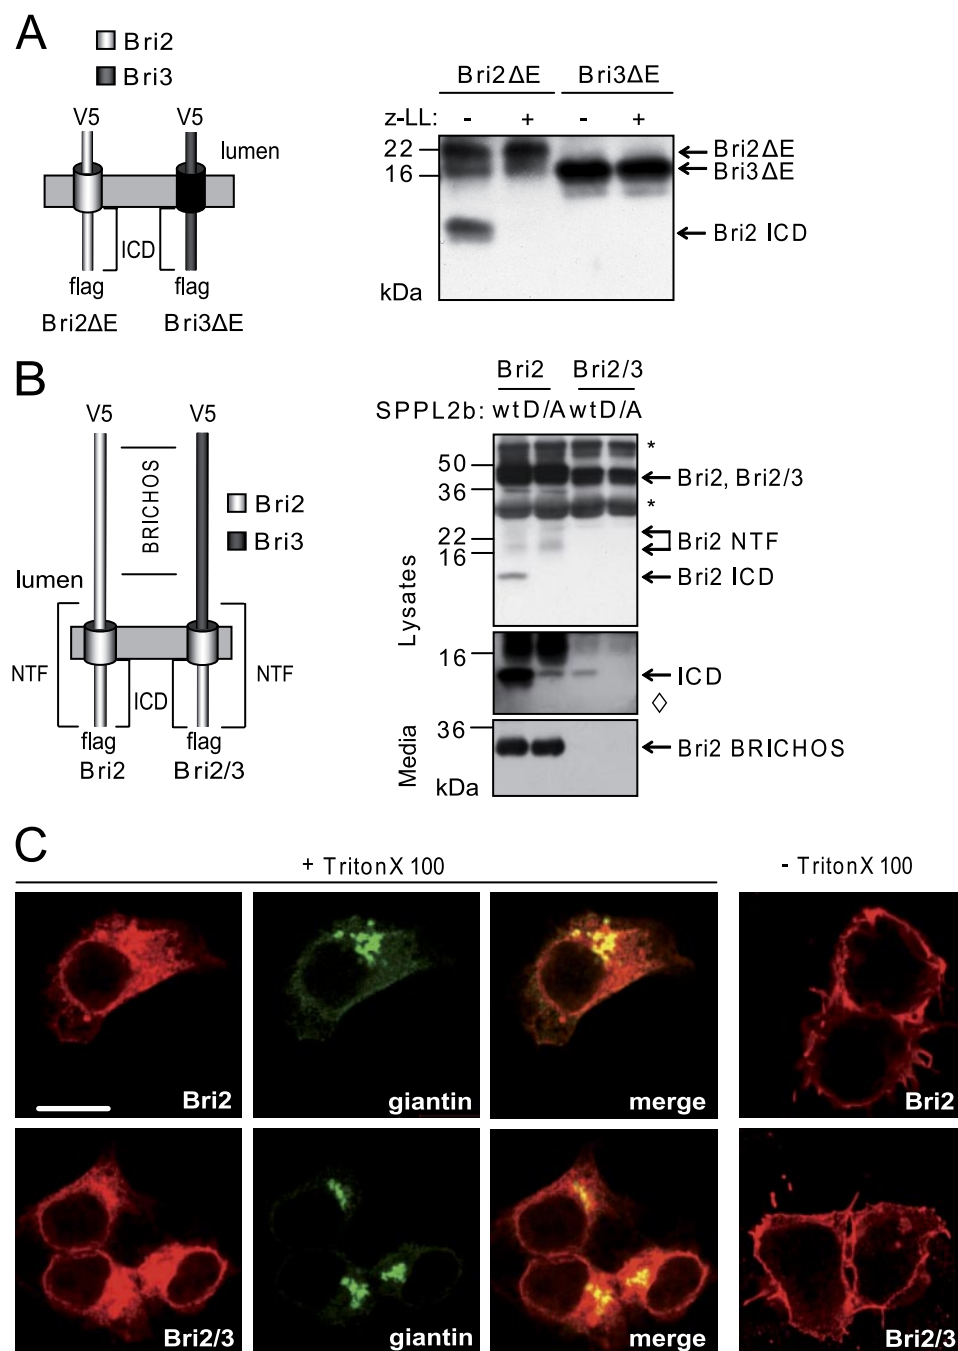 A
Bri2
Bri3
V5 V5
lumen
ICD
flag flag
Bri2ΔE Bri3ΔE
Bri2ΔE Bri3ΔE
z-LL: - + - +
22
16
kDa
Bri2ΔE
Bri3ΔE
Bri2 ICD
B
V5 V5
BRICHOS
Bri2
Bri3
lumen
NTF ICD NTF
flag flag
Bri2 Bri2/3
Bri2 Bri2/3
SPPL2b: wt D/A wt D/A
50
36
22
16
Lysates
*
Bri2, Bri2/3
*
Bri2 NTF
Bri2 ICD
16
ICD
◇
Media
36
kDa
Bri2 BRICHOS
C
+ TritonX 100 - TritonX 100
Bri2 giantin merge Bri2
Bri2/3 giantin merge Bri2/3